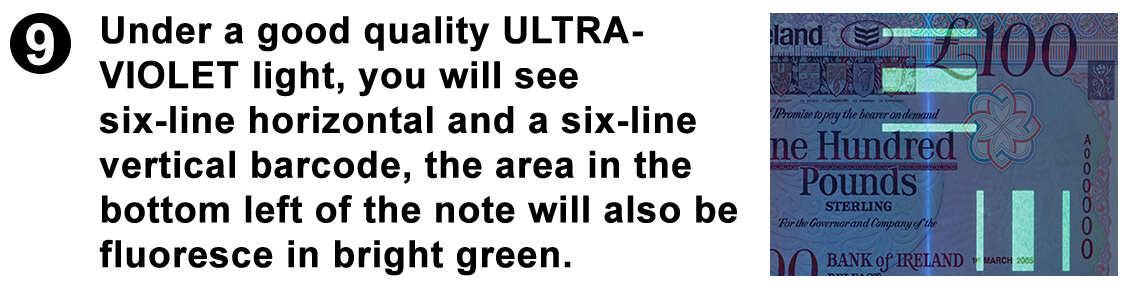 9
Under a good quality ULTRA-
VIOLET light, you will see
six-line horizontal and a six-line
vertical barcode, the area in the
bottom left of the note will also be
fluoresce in bright green.
eland £100
I Promise to pay the bearer on demand
ne Hundred
Pounds
STERLING
For the Governor and Company of the
A000000
00 BANK of IRELAND 1st MARCH 2005
BELFAST